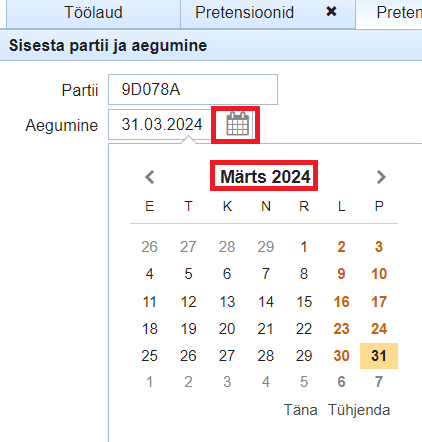 Töölaud Pretensioonid × Preten
Sisesta partii ja aegumine
Partii 9D078A
Aegumine 31.03.2024
Märts 2024
E T K N R L P
26 27 28 29 1 2 3
4 5 6 7 8 9 10
11 12 13 14 15 16 17
18 19 20 21 22 23 24
25 26 27 28 29 30 31
1 2 3 4 5 6 7
Täna Tühjenda